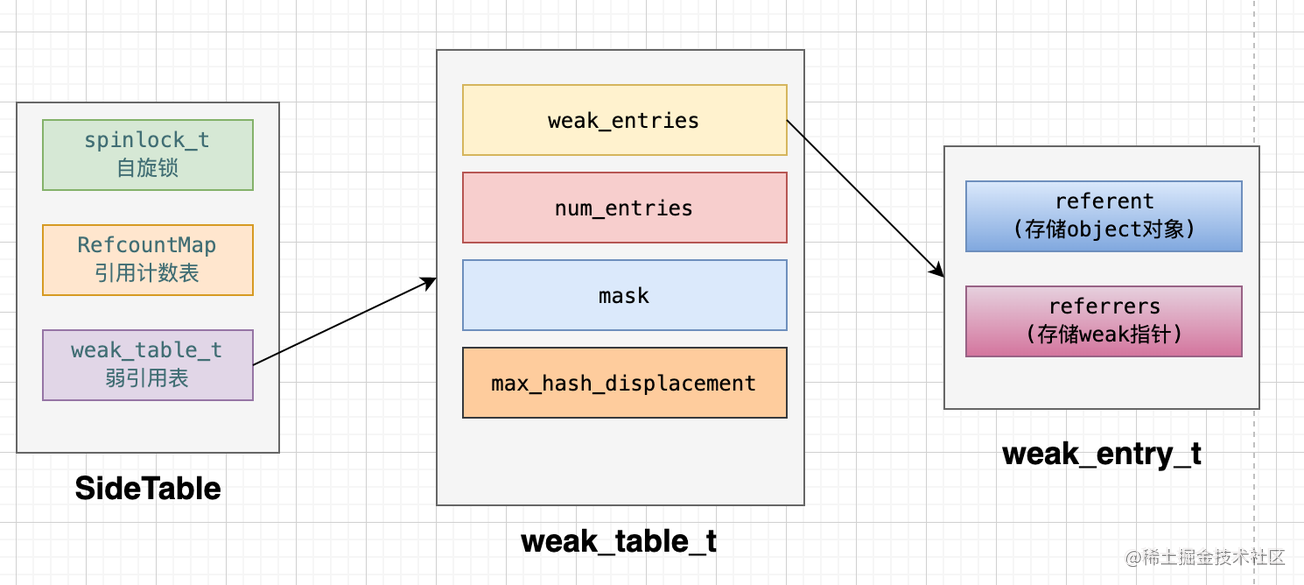 spinlock_t
自旋锁
RefcountMap
引用计数表
weak_table_t
弱引用表
SideTable
weak_entries
num_entries
mask
max_hash_displacement
weak_table_t
referent
(存储object对象)
referrers
(存储weak指针)
weak_entry_t
@稀土掘金技术社区